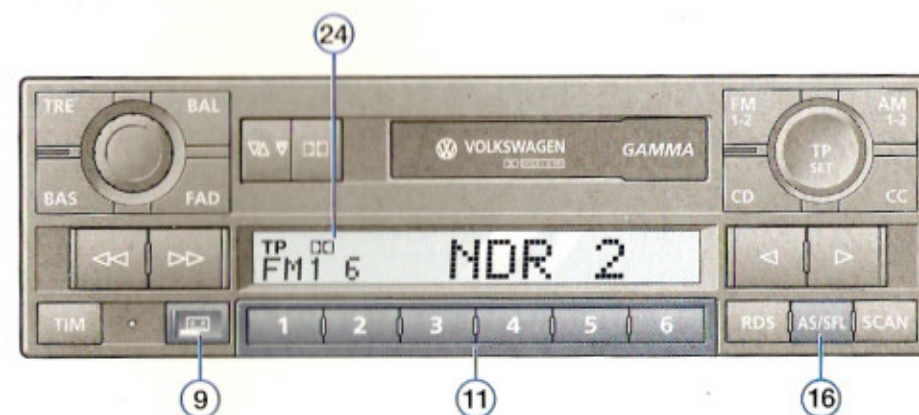 24
TRE BAL
BAS FAD
VOLKSWAGEN
GAMMA
FM
1-2
AM
1-2
TP
SET
CD CC
TP
FM1 6 NDR 2
TIM
1 2 3 4 5 6
RDS AS/SFL SCAN
9 11 16